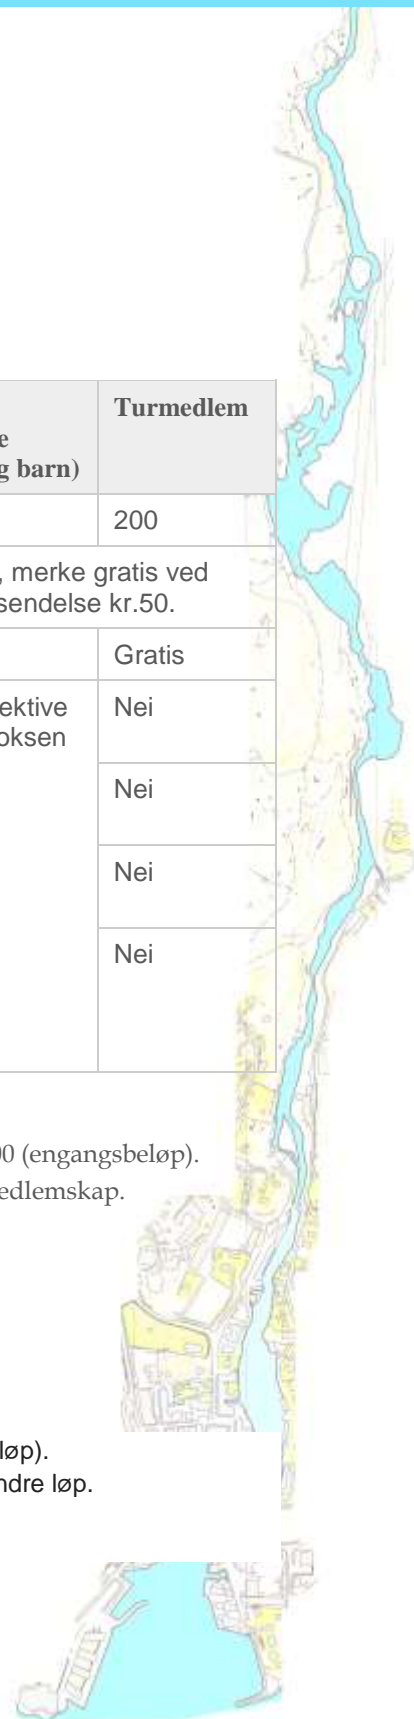 Turmedlem
e
g barn)
200
, merke gratis ved
sendelse kr.50.
Gratis
ektive
oksen
Nei
Nei
Nei
Nei
00 (engangsbeløp).
edlemskap.
løp).
ndre løp.